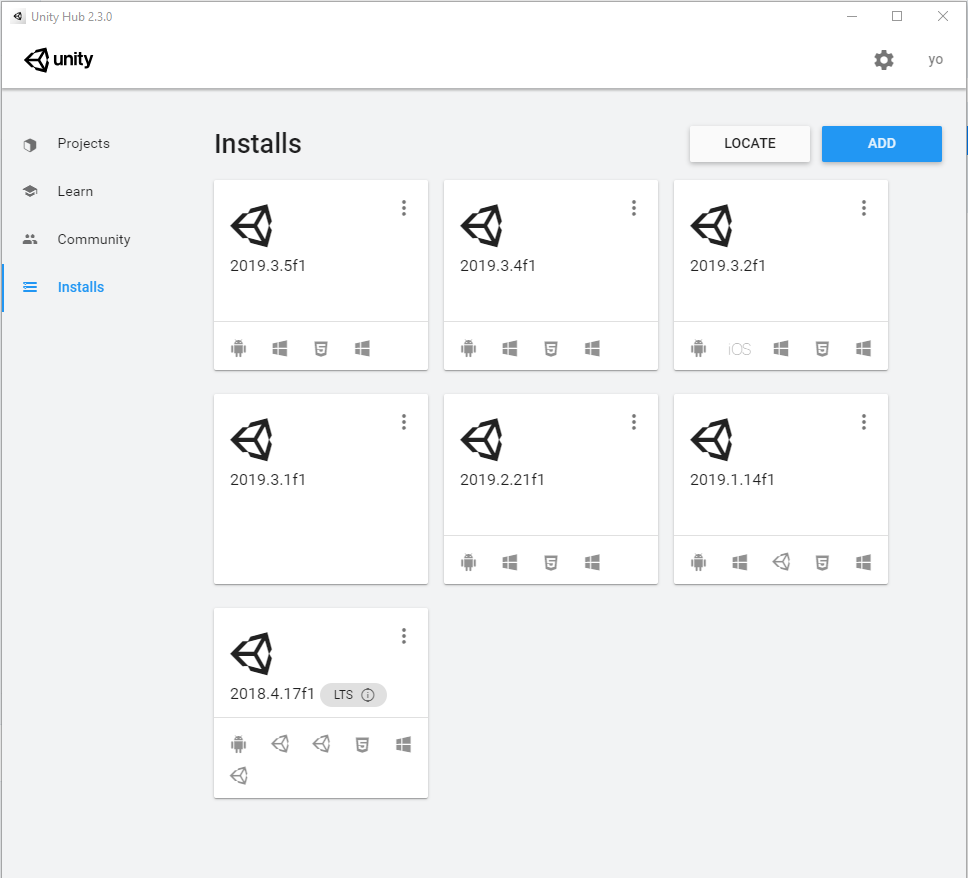 Unity Hub 2.3.0
unity
yo
Projects
Learn
Community
Installs
Installs
LOCATE
ADD
2019.3.5f1
2019.3.4f1
2019.3.2f1
iOS
2019.3.1f1
2019.2.21f1
2019.1.14f1
2018.4.17f1 LTS